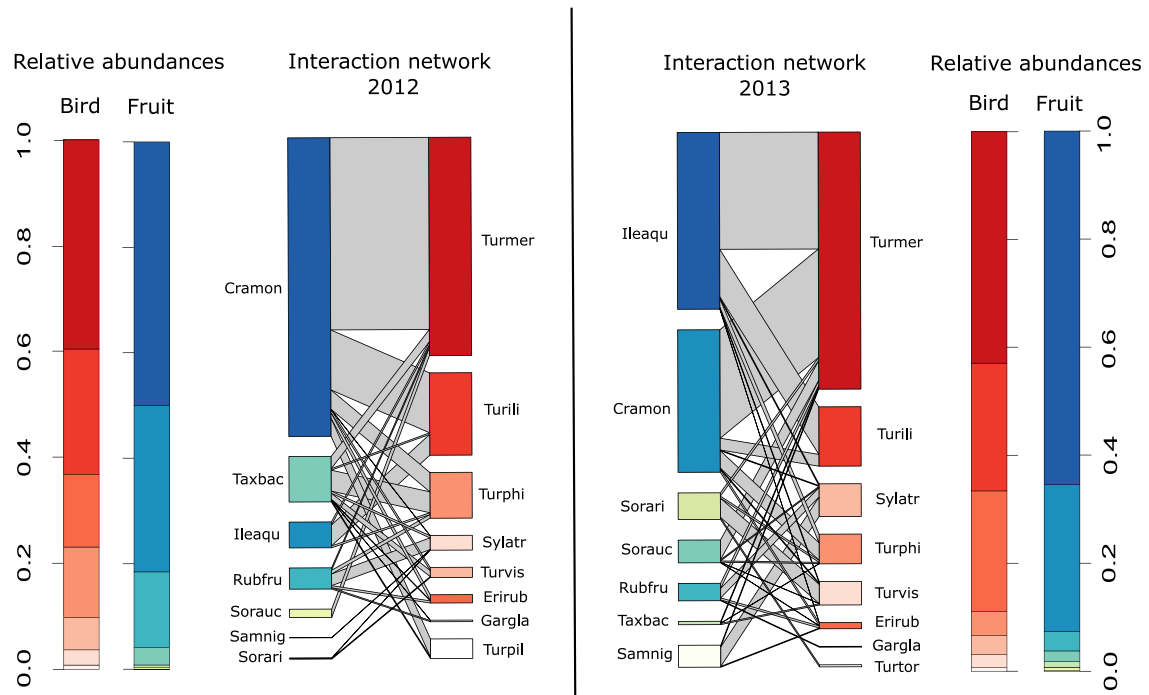 Relative abundances
Bird
Fruit
1.0
0.8
0.6
0.4
0.2
0.0
Interaction network
2012
Cramon
Taxbac
Ileaqu
Rubfru
Sorauc
Samnig
Sorari
Turmer
Turili
Turphi
Sylatr
Turvis
Erirub
Gargla
Turpil
Interaction network
2013
Ileaqu
Cramon
Sorari
Sorauc
Rubfru
Taxbac
Samnig
Turmer
Turili
Sylatr
Turphi
Turvis
Erirub
Gargla
Turtor
Relative abundances
Bird
Fruit
1.0
0.8
0.6
0.4
0.2
0.0